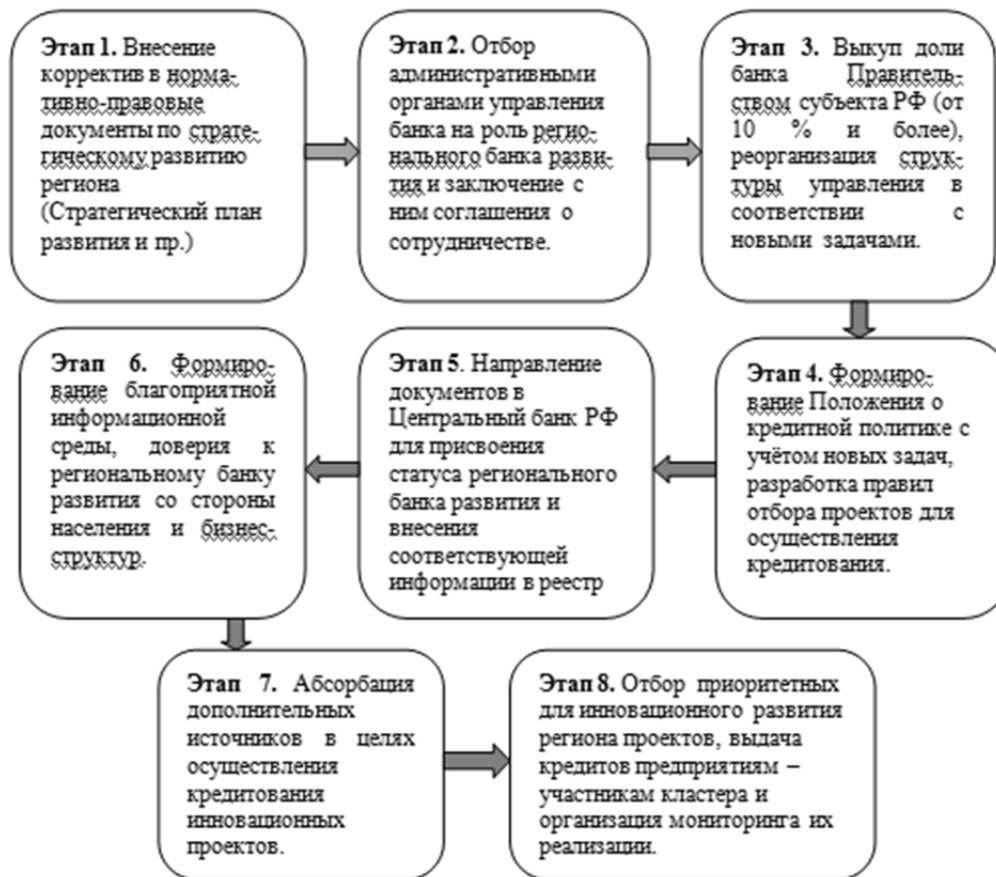 Этап 1. Внесение
корректив в норма-
тивно-правовые
документы по страте-
гическому развитию
региона
(Стратегический план
развития и пр.)
Этап 2. Отбор
административными
органами управления
банка на роль регио-
нального банка разви-
тия и заключение с
ним соглашения о
сотрудничестве.
Этап 3. Выкуп доли
банка Правитель-
ством субъекта РФ (от
10 % и более),
реорганизация струк-
туры управления в
соответствии с
новыми задачами.
Этап 4. Формиро-
вание Положения о
кредитной политике с
учётом новых задач,
разработка правил
отбора проектов для
осуществления
кредитования.
Этап 5. Направление
документов в
Центральный банк РФ
для присвоения
статуса регионального
банка развития и
внесения
соответствующей
информации в реестр
Этап 6. Формиро-
вание благоприятной
информационной
среды, доверия к
региональному банку
развития со стороны
населения и бизнес-
структур.
Этап 7. Абсорбация
дополнительных
источников в целях
осуществления
кредитования
инновационных
проектов.
Этап 8. Отбор приоритетных
для инновационного развития
региона проектов, выдача
кредитов предприятиям –
участникам кластера и
организация мониторинга их
реализации.